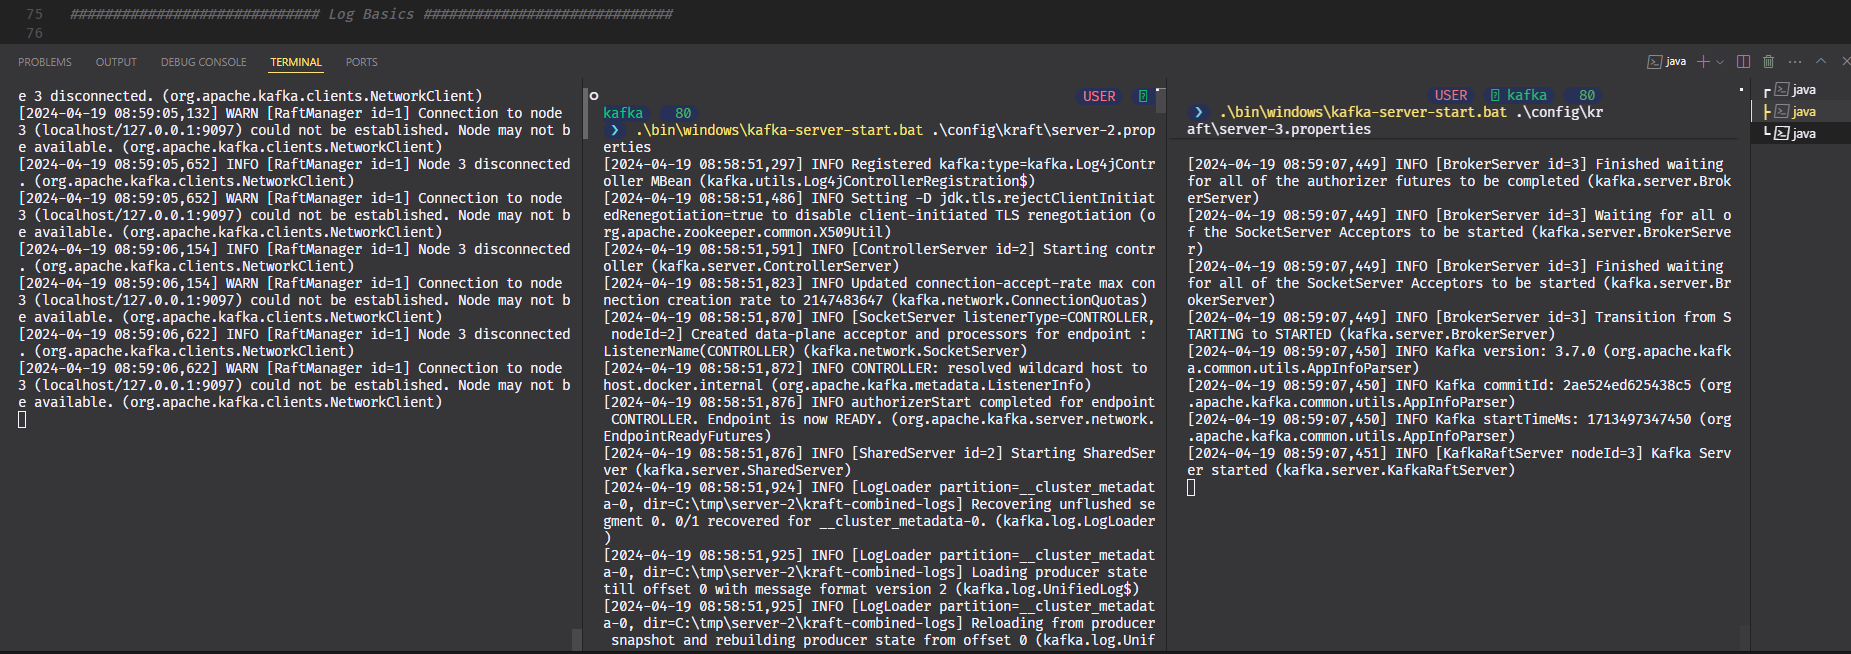 75 ############################# Log Basics #############################
76
PROBLEMS OUTPUT DEBUG CONSOLE TERMINAL PORTS
java
e 3 disconnected. (org.apache.kafka.clients.NetworkClient)
[2024-04-19 08:59:05,132] WARN [RaftManager id=1] Connection to node
3 (localhost/127.0.0.1:9097) could not be established. Node may not b
e available. (org.apache.kafka.clients.NetworkClient)
[2024-04-19 08:59:05,652] INFO [RaftManager id=1] Node 3 disconnected
. (org.apache.kafka.clients.NetworkClient)
[2024-04-19 08:59:05,652] WARN [RaftManager id=1] Connection to node
3 (localhost/127.0.0.1:9097) could not be established. Node may not b
e available. (org.apache.kafka.clients.NetworkClient)
[2024-04-19 08:59:06,154] INFO [RaftManager id=1] Node 3 disconnected
. (org.apache.kafka.clients.NetworkClient)
[2024-04-19 08:59:06,154] WARN [RaftManager id=1] Connection to node
3 (localhost/127.0.0.1:9097) could not be established. Node may not b
e available. (org.apache.kafka.clients.NetworkClient)
[2024-04-19 08:59:06,622] INFO [RaftManager id=1] Node 3 disconnected
. (org.apache.kafka.clients.NetworkClient)
[2024-04-19 08:59:06,622] WARN [RaftManager id=1] Connection to node
3 (localhost/127.0.0.1:9097) could not be established. Node may not b
e available. (org.apache.kafka.clients.NetworkClient)
USER
kafka 80
❯ .\bin\windows\kafka-server-start.bat .\config\kraft\server-2.prop
erties
[2024-04-19 08:58:51,297] INFO Registered kafka:type=kafka.Log4jContr
oller MBean (kafka.utils.Log4jControllerRegistration$)
[2024-04-19 08:58:51,486] INFO Setting -D jdk.tls.rejectClientInitiat
edRenegotiation=true to disable client-initiated TLS renegotiation (o
rg.apache.zookeeper.common.X509Util)
[2024-04-19 08:58:51,591] INFO [ControllerServer id=2] Starting contr
oller (kafka.server.ControllerServer)
[2024-04-19 08:58:51,823] INFO Updated connection-accept-rate max con
nection creation rate to 2147483647 (kafka.network.ConnectionQuotas)
[2024-04-19 08:58:51,870] INFO [SocketServer listenerType=CONTROLLER,
nodeId=2] Created data-plane acceptor and processors for endpoint :
ListenerName(CONTROLLER) (kafka.network.SocketServer)
[2024-04-19 08:58:51,872] INFO CONTROLLER: resolved wildcard host to
host.docker.internal (org.apache.kafka.metadata.ListenerInfo)
[2024-04-19 08:58:51,876] INFO authorizerStart completed for endpoint
CONTROLLER. Endpoint is now READY. (org.apache.kafka.server.network.
EndpointReadyFutures)
[2024-04-19 08:58:51,876] INFO [SharedServer id=2] Starting SharedSer
ver (kafka.server.SharedServer)
[2024-04-19 08:58:51,924] INFO [LogLoader partition=__cluster_metadat
a-0, dir=C:\tmp\server-2\kraft-combined-logs] Recovering unflushed se
gment 0. 0/1 recovered for __cluster_metadata-0. (kafka.log.LogLoader
)
[2024-04-19 08:58:51,925] INFO [LogLoader partition=__cluster_metadat
a-0, dir=C:\tmp\server-2\kraft-combined-logs] Loading producer state
till offset 0 with message format version 2 (kafka.log.UnifiedLog$)
[2024-04-19 08:58:51,925] INFO [LogLoader partition=__cluster_metadat
a-0, dir=C:\tmp\server-2\kraft-combined-logs] Reloading from producer
snapshot and rebuilding producer state from offset 0 (kafka.log.Unif
USER kafka 80
❯ .\bin\windows\kafka-server-start.bat .\config\kr
aft\server-3.properties
[2024-04-19 08:59:07,449] INFO [BrokerServer id=3] Finished waiting
for all of the authorizer futures to be completed (kafka.server.Brok
erServer)
[2024-04-19 08:59:07,449] INFO [BrokerServer id=3] Waiting for all o
f the SocketServer Acceptors to be started (kafka.server.BrokerServe
r)
[2024-04-19 08:59:07,449] INFO [BrokerServer id=3] Finished waiting
for all of the SocketServer Acceptors to be started (kafka.server.Br
okerServer)
[2024-04-19 08:59:07,449] INFO [BrokerServer id=3] Transition from S
TARTING to STARTED (kafka.server.BrokerServer)
[2024-04-19 08:59:07,450] INFO Kafka version: 3.7.0 (org.apache.kafk
a.common.utils.AppInfoParser)
[2024-04-19 08:59:07,450] INFO Kafka commitId: 2ae524ed625438c5 (org
.apache.kafka.common.utils.AppInfoParser)
[2024-04-19 08:59:07,450] INFO Kafka startTimeMs: 1713497347450 (org
.apache.kafka.common.utils.AppInfoParser)
[2024-04-19 08:59:07,451] INFO [KafkaRaftServer nodeId=3] Kafka Serv
er started (kafka.server.KafkaRaftServer)
java
java
java